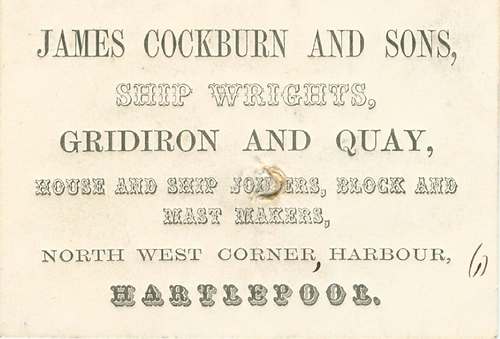 JAMES COCKBURN AND SONS,
SHIP WRIGHTS,
GRIDIRON AND QUAY,
HOUSE AND SHIP JOINERS, BLOCK AND
MAST MAKERS,
NORTH WEST CORNER, HARBOUR,
HARTLEPOOL.